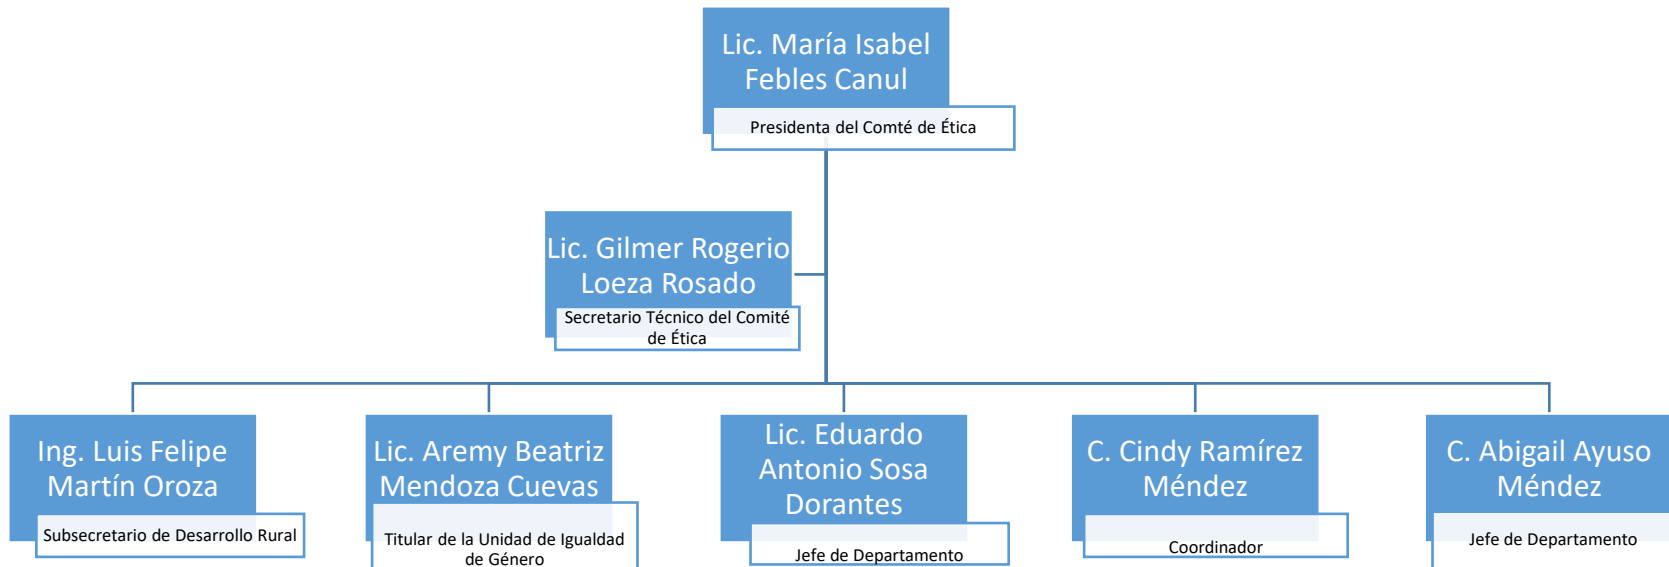 Lic. María Isabel
Febles Canul
Presidenta del Comté de Ética
Lic. Gilmer Rogerio
Loeza Rosado
Secretario Técnico del Comité
de Ética
Ing. Luis Felipe
Martín Oroza
Subsecretario de Desarrollo Rural
Lic. Aremy Beatriz
Mendoza Cuevas
Titular de la Unidad de Igualdad
de Género
Lic. Eduardo
Antonio Sosa
Dorantes
Jefe de Departamento
C. Cindy Ramírez
Méndez
Coordinador
C. Abigail Ayuso
Méndez
Jefe de Departamento